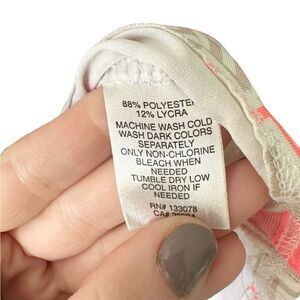 88% POLYESTER
12% LYCRA
MACHINE WASH COLD
WASH DARK COLORS
SEPARATELY
ONLY NON-CHLORINE
BLEACH WHEN
NEEDED
TUMBLE DRY LOW
COOL IRON IF
NEEDED
RN# 133078
CA#